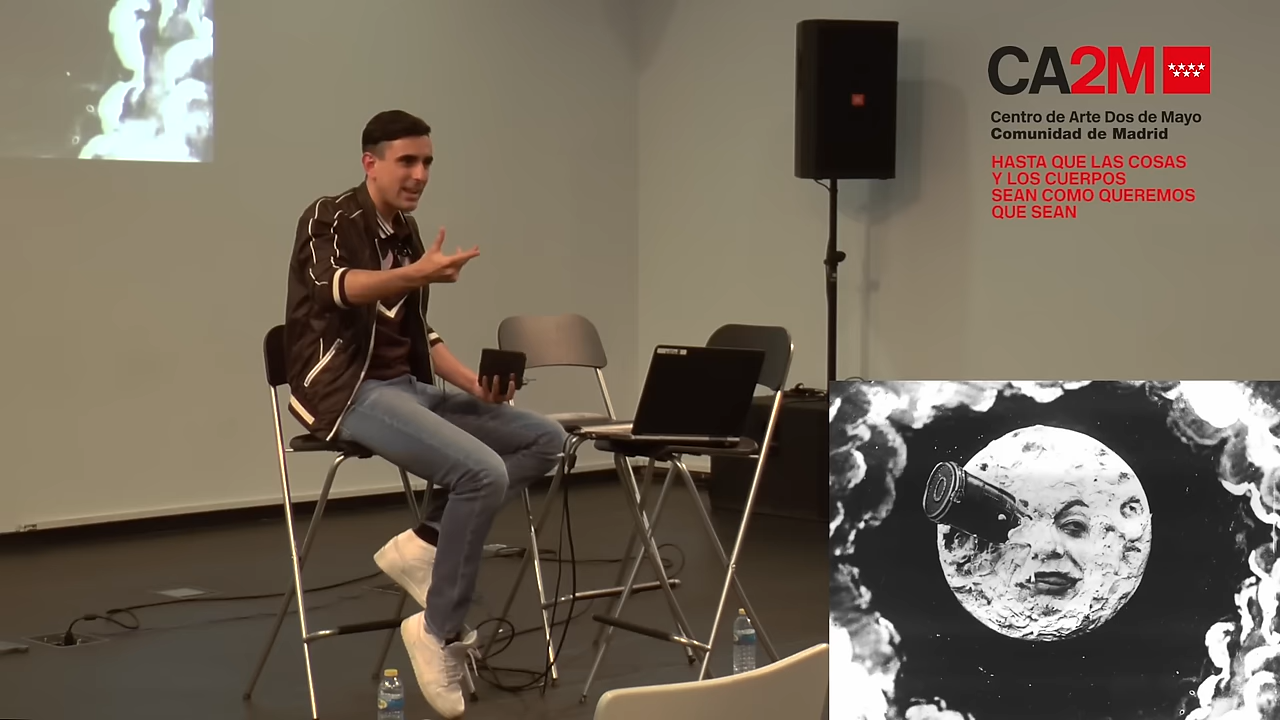 CA2M
Centro de Arte Dos de Mayo
Comunidad de Madrid
HASTA QUE LAS COSAS
Y LOS CUERPOS
SEAN COMO QUEREMOS
QUE SEAN